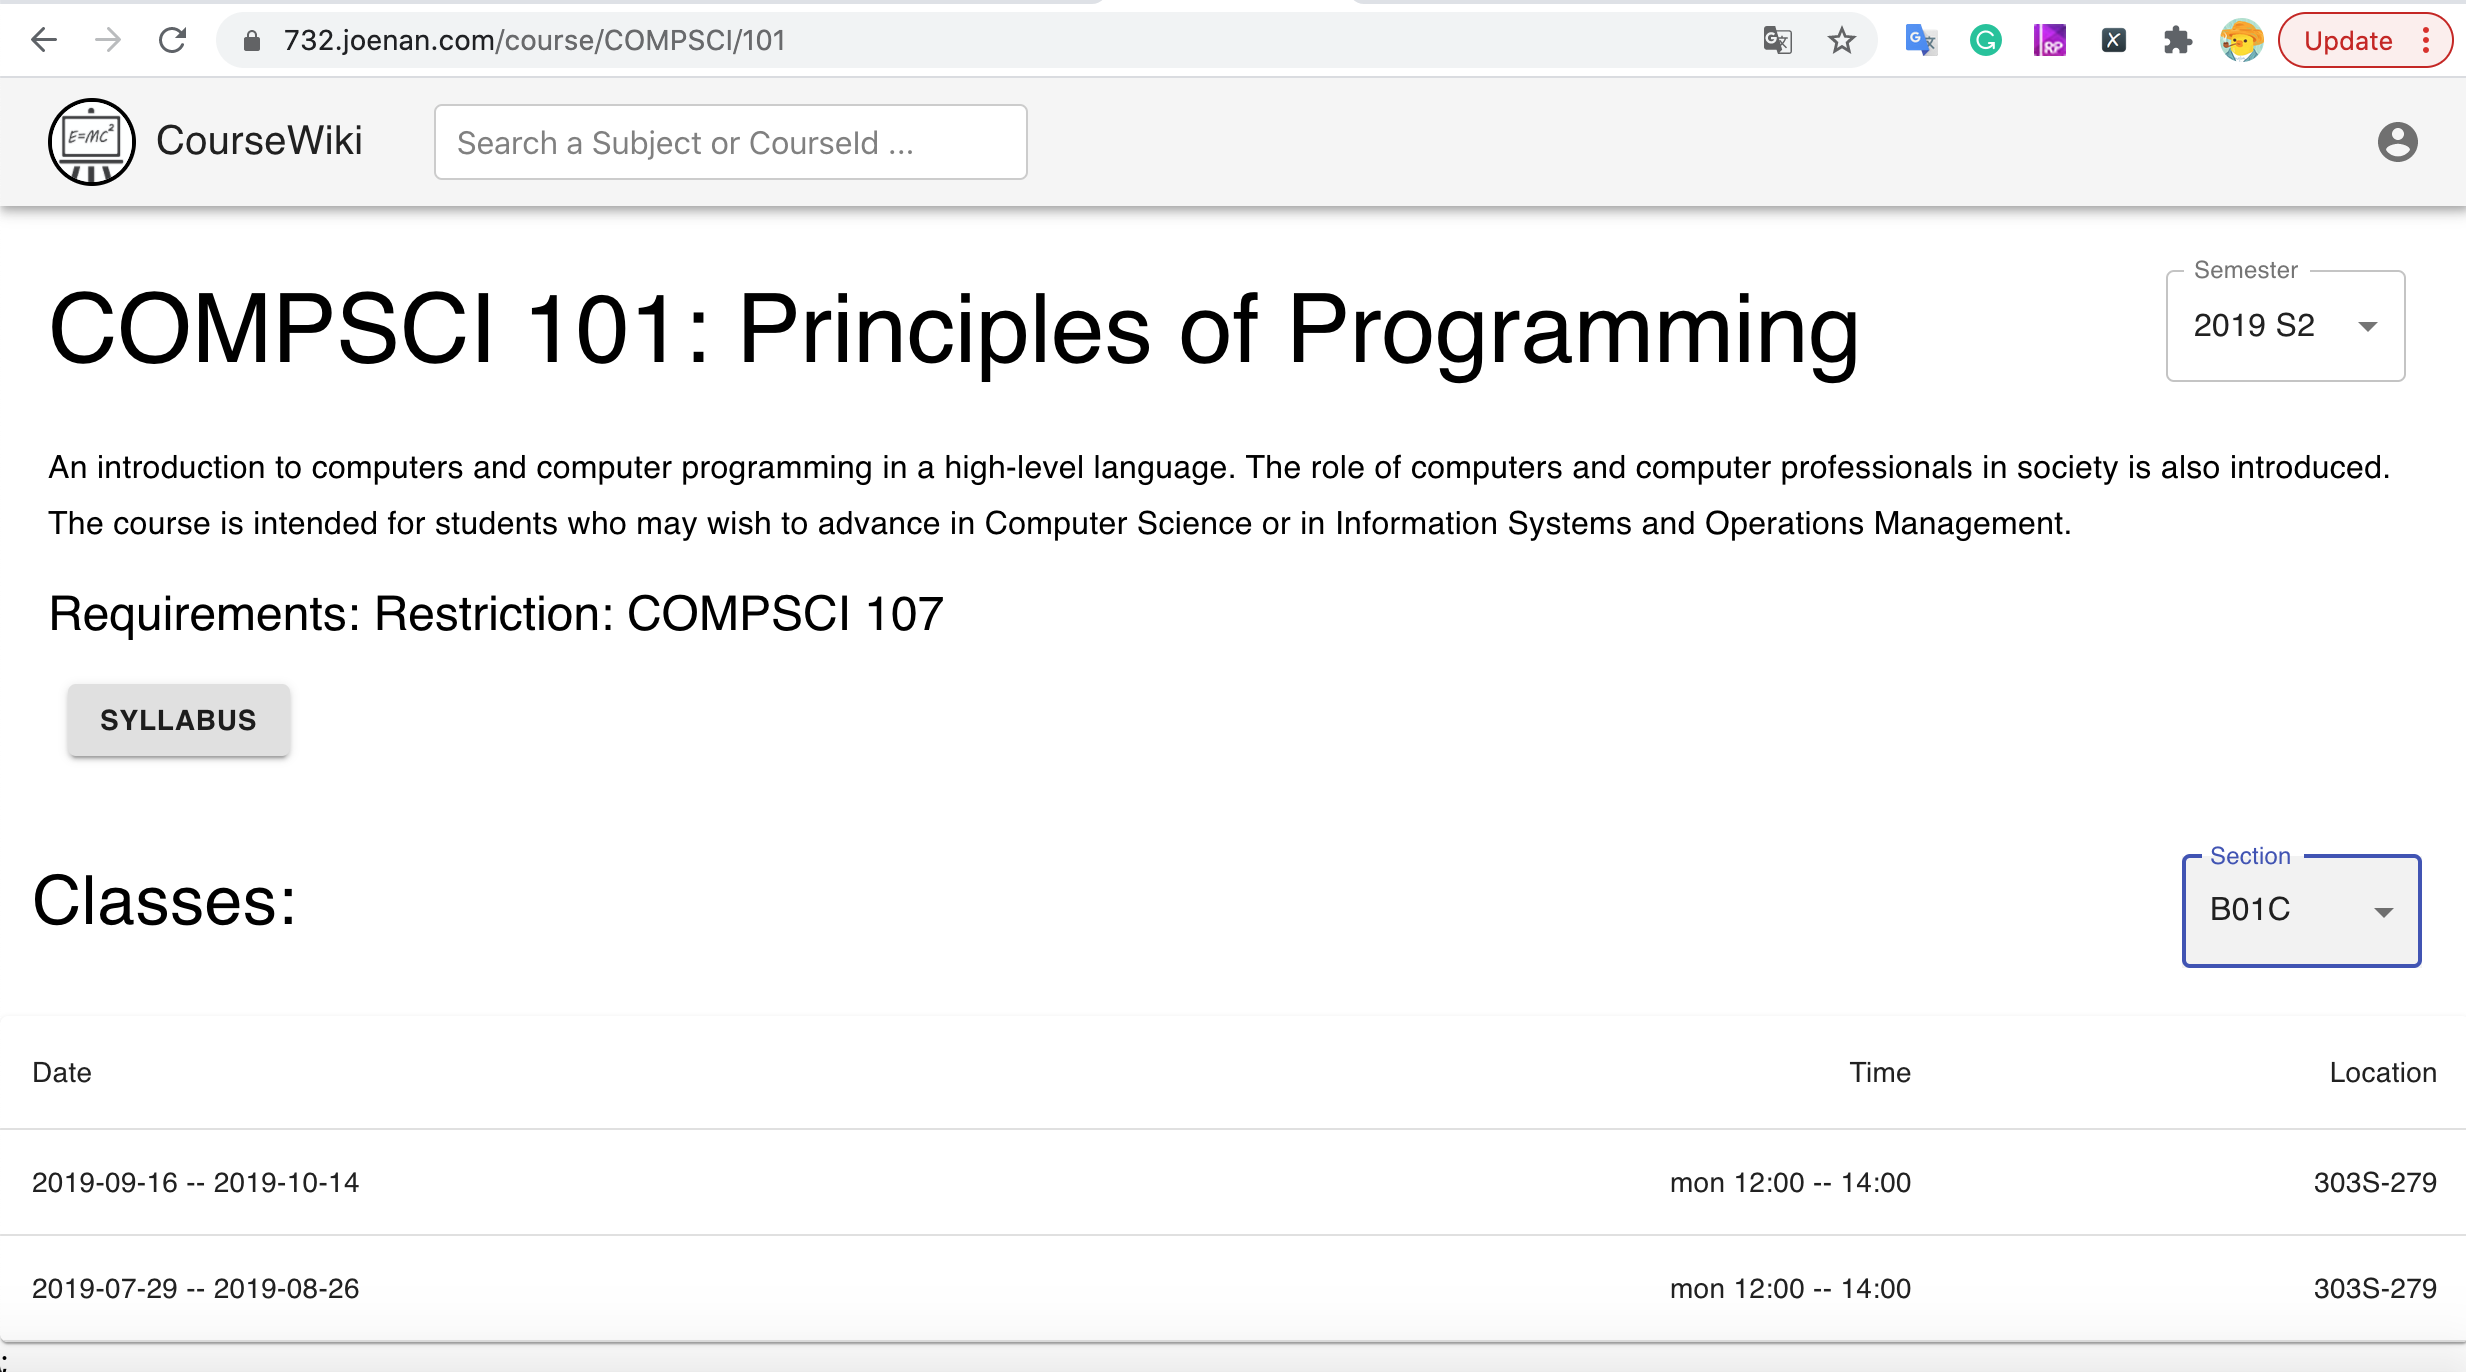 732.joenan.com/course/COMPSCI/101
Update
E=MC²
CourseWiki
Search a Subject or CourseId ...
COMPSCI 101: Principles of Programming
Semester
2019 S2
An introduction to computers and computer programming in a high-level language. The role of computers and computer professionals in society is also introduced.
The course is intended for students who may wish to advance in Computer Science or in Information Systems and Operations Management.
Requirements: Restriction: COMPSCI 107
SYLLABUS
Classes:
Section
B01C
Date Time Location
2019-09-16 -- 2019-10-14 mon 12:00 -- 14:00 303S-279
2019-07-29 -- 2019-08-26 mon 12:00 -- 14:00 303S-279
;